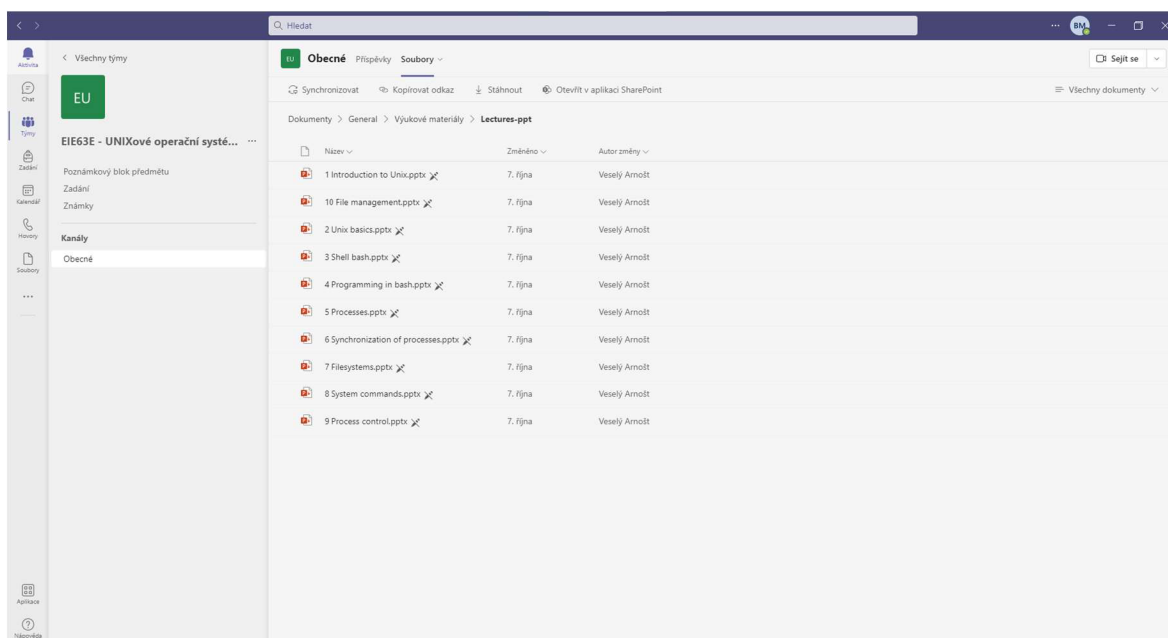 Hledat
BM
Aktivita
Chat
Týmy
Zadání
Kalendář
Hovory
Soubory
Aplikace
Nápověda
Všechny týmy
EU
EIE63E - UNIXové operační systé...
Poznámkový blok předmětu
Zadání
Známky
Kanály
Obecné
EU Obecné Příspěvky Soubory
Sejít se
Synchronizovat Kopírovat odkaz Stáhnout Otevřít v aplikaci SharePoint
Všechny dokumenty
Dokumenty > General > Výukové materiály > Lectures-ppt
Název Změněno Autor změny
1 Introduction to Unix.pptx 7. října Veselý Arnošt
10 File management.pptx 7. října Veselý Arnošt
2 Unix basics.pptx 7. října Veselý Arnošt
3 Shell bash.pptx 7. října Veselý Arnošt
4 Programming in bash.pptx 7. října Veselý Arnošt
5 Processes.pptx 7. října Veselý Arnošt
6 Synchronization of processes.pptx 7. října Veselý Arnošt
7 Filesystems.pptx 7. října Veselý Arnošt
8 System commands.pptx 7. října Veselý Arnošt
9 Process control.pptx 7. října Veselý Arnošt